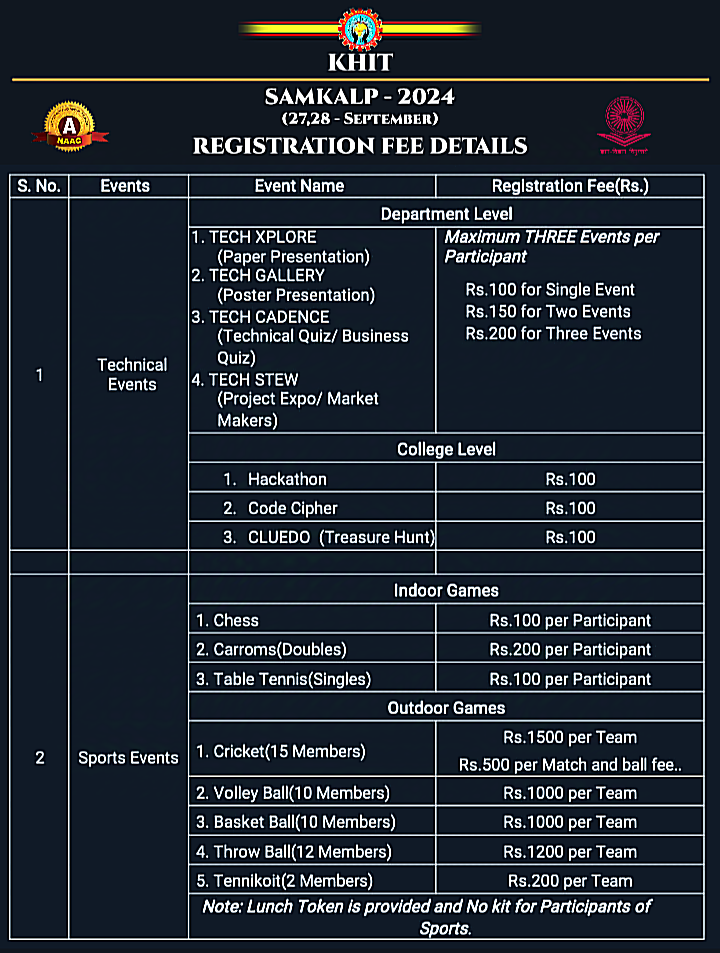 KHIT
SAMKALP - 2024
(27,28 - September)
REGISTRATION FEE DETAILS
A
NAAC
S. No. Events Event Name Registration Fee(Rs.)
Department Level
1 Technical
Events
1. TECH XPLORE
(Paper Presentation)
2. TECH GALLERY
(Poster Presentation)
3. TECH CADENCE
(Technical Quiz/ Business
Quiz)
4. TECH STEW
(Project Expo/ Market
Makers)
Maximum THREE Events per
Participant
Rs.100 for Single Event
Rs.150 for Two Events
Rs.200 for Three Events
College Level
1. Hackathon Rs.100
2. Code Cipher Rs.100
3. CLUEDO (Treasure Hunt) Rs.100
2 Sports Events
Indoor Games
1. Chess Rs.100 per Participant
2. Carroms(Doubles) Rs.200 per Participant
3. Table Tennis(Singles) Rs.100 per Participant
Outdoor Games
1. Cricket(15 Members) Rs.1500 per Team
Rs.500 per Match and ball fee..
2. Volley Ball(10 Members) Rs.1000 per Team
3. Basket Ball(10 Members) Rs.1000 per Team
4. Throw Ball(12 Members) Rs.1200 per Team
5. Tennikoit(2 Members) Rs.200 per Team
Note: Lunch Token is provided and No kit for Participants of
Sports.